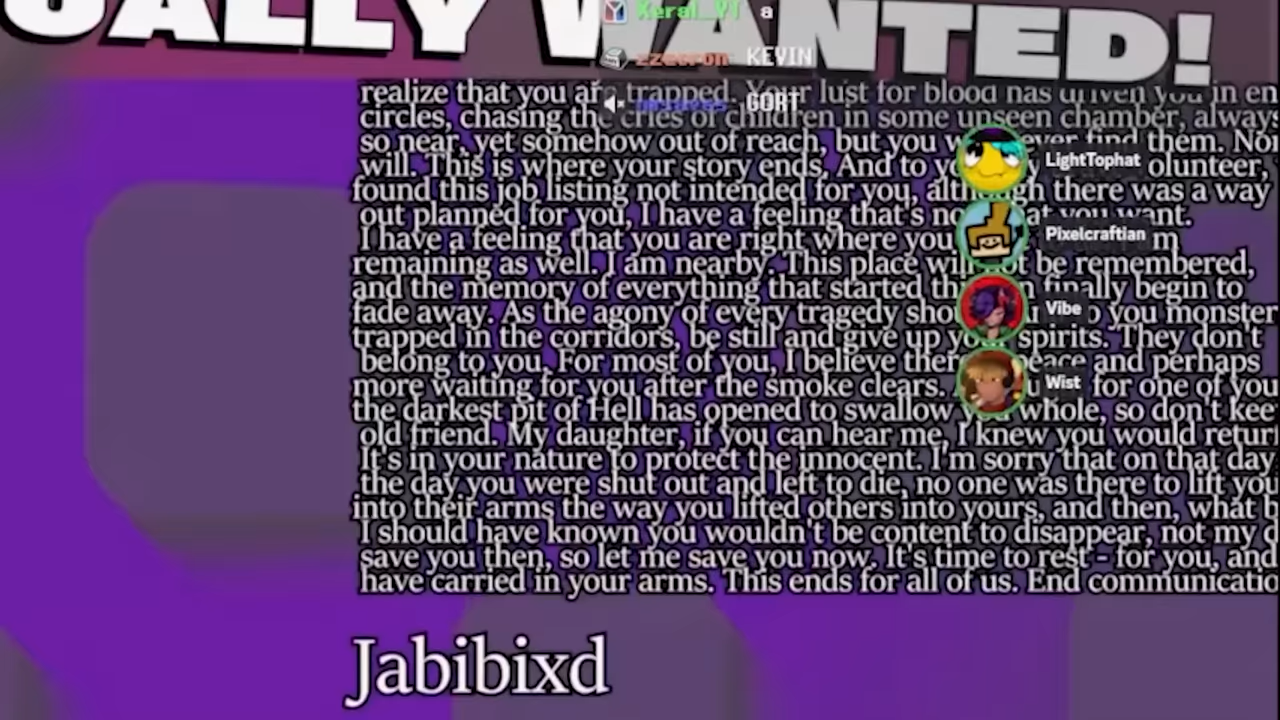 UALLY WANTED!
Keral_YT a
zzetron KEVIN
GORT
realize that you are trapped. Your lust for blood has driven you in en
circles, chasing the cries of children in some unseen chamber, always
so near, yet somehow out of reach, but you w ever find them. No
will. This is where your story ends. And to yo olunteer,
found this job listing not intended for you, although there was a way
out planned for you, I have a feeling that's no at you want.
I have a feeling that you are right where you m
remaining as well. I am nearby. This place will not be remembered,
and the memory of everything that started th n finally begin to
fade away. As the agony of every tragedy shou o you monster
trapped in the corridors, be still and give up your spirits. They don't
belong to you. For most of you, I believe ther peace and perhaps
more waiting for you after the smoke clears. for one of you
the darkest pit of Hell has opened to swallow you whole, so don't kee
old friend. My daughter, if you can hear me, I knew you would retur
It's in your nature to protect the innocent. I'm sorry that on that day
the day you were shut out and left to die, no one was there to lift you
into their arms the way you lifted others into yours, and then, what b
I should have known you wouldn't be content to disappear, not my d
save you then, so let me save you now. It's time to rest - for you, and
have carried in your arms. This ends for all of us. End communicatio
LightTophat
Pixelcraftian
Vibe
Wist
Jabibixd